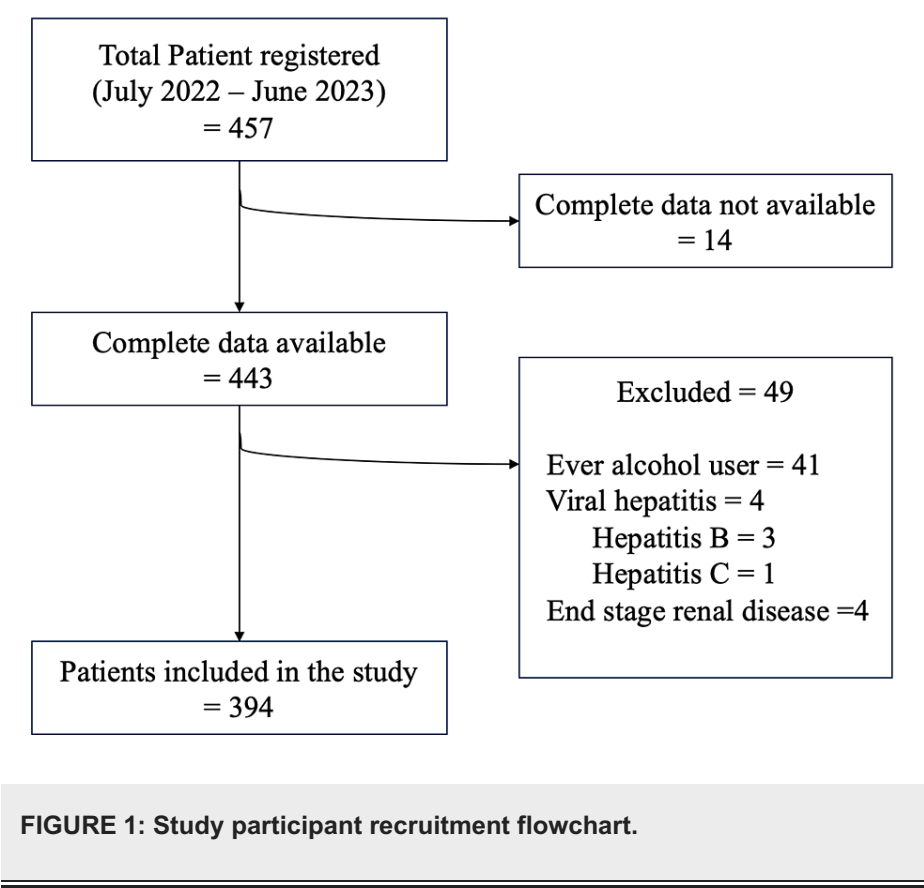 Total Patient registered
(July 2022 – June 2023)
= 457
Complete data not available
= 14
Complete data available
= 443
Excluded = 49
Ever alcohol user = 41
Viral hepatitis = 4
Hepatitis B = 3
Hepatitis C = 1
End stage renal disease =4
Patients included in the study
= 394
FIGURE 1: Study participant recruitment flowchart.